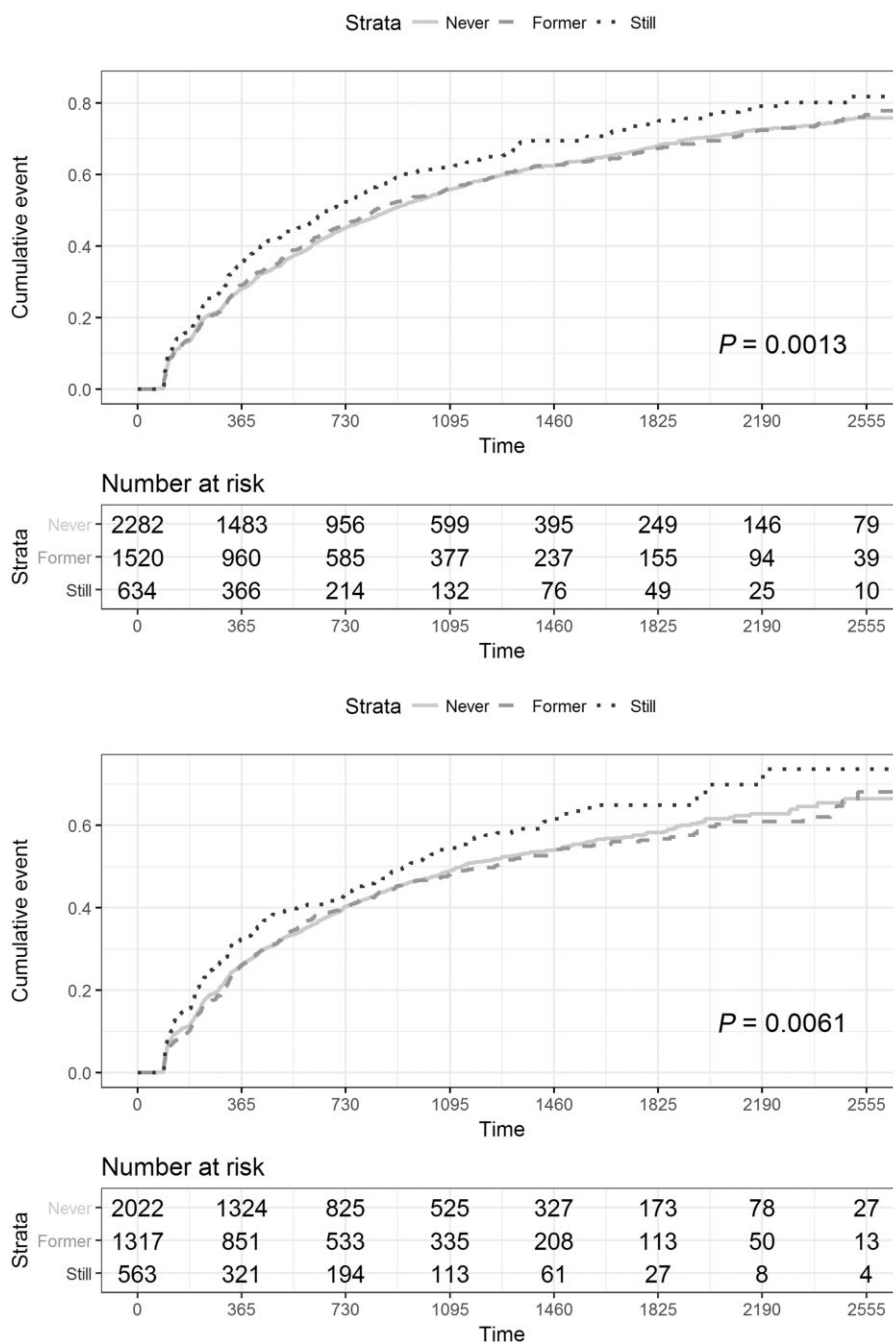 Strata Never Former Still
Cumulative event
0.8
0.6
0.4
0.2
0.0
P = 0.0013
0 365 730 1095 1460 1825 2190 2555
Time
Number at risk
Strata
Never 2282 1483 956 599 395 249 146 79
Former 1520 960 585 377 237 155 94 39
Still 634 366 214 132 76 49 25 10
0 365 730 1095 1460 1825 2190 2555
Time
Strata Never Former Still
Cumulative event
0.6
0.4
0.2
0.0
P = 0.0061
0 365 730 1095 1460 1825 2190 2555
Time
Number at risk
Strata
Never 2022 1324 825 525 327 173 78 27
Former 1317 851 533 335 208 113 50 13
Still 563 321 194 113 61 27 8 4
0 365 730 1095 1460 1825 2190 2555
Time